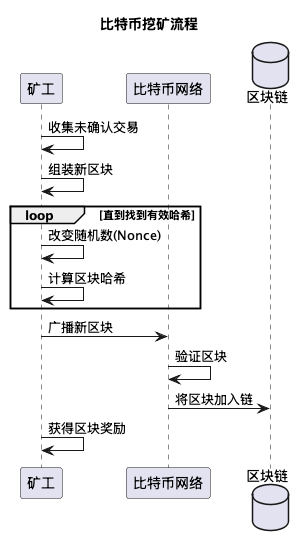 比特币挖矿流程
矿工
比特币网络
区块链
收集未确认交易
组装新区块
loop
[直到找到有效哈希]
改变随机数(Nonce)
计算区块哈希
广播新区块
验证区块
将区块加入链
获得区块奖励
矿工
比特币网络
区块链